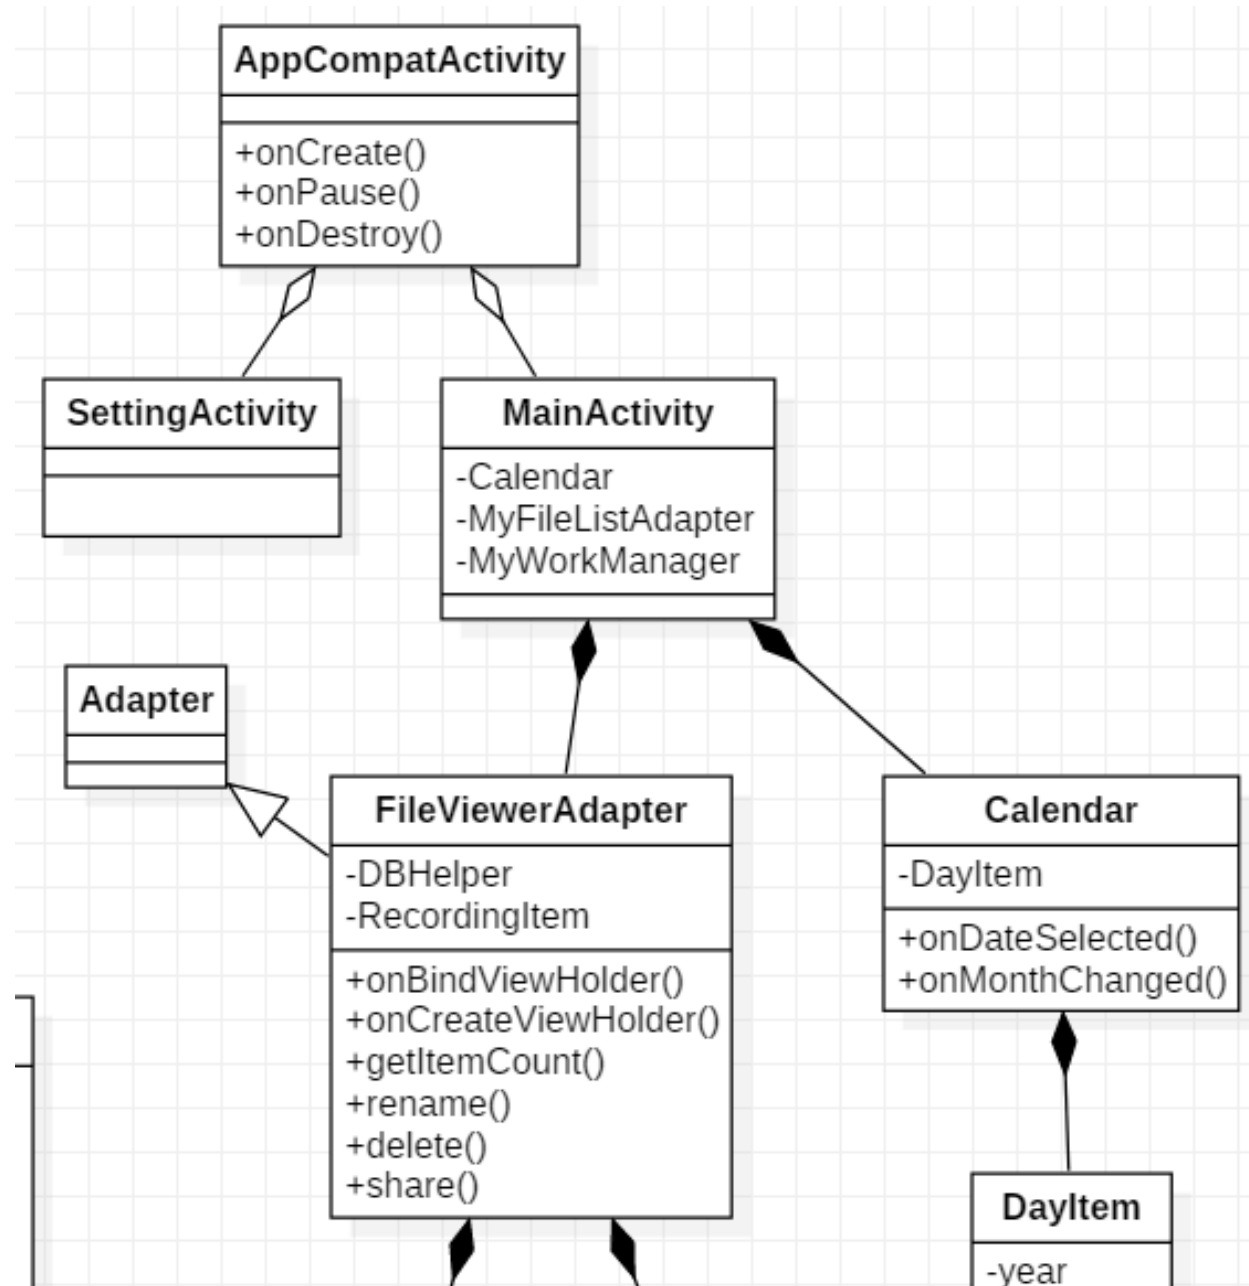 AppCompatActivity
+onCreate()
+onPause()
+onDestroy()
SettingActivity
MainActivity
-Calendar
-MyFileListAdapter
-MyWorkManager
Adapter
FileViewerAdapter
-DBHelper
-RecordingItem
+onBindViewHolder()
+onCreateViewHolder()
+getItemCount()
+rename()
+delete()
+share()
Calendar
-DayItem
+onDateSelected()
+onMonthChanged()
DayItem
-year